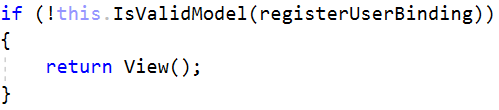 if (!this.IsValidModel(registerUserBinding))
{
    return View();
}